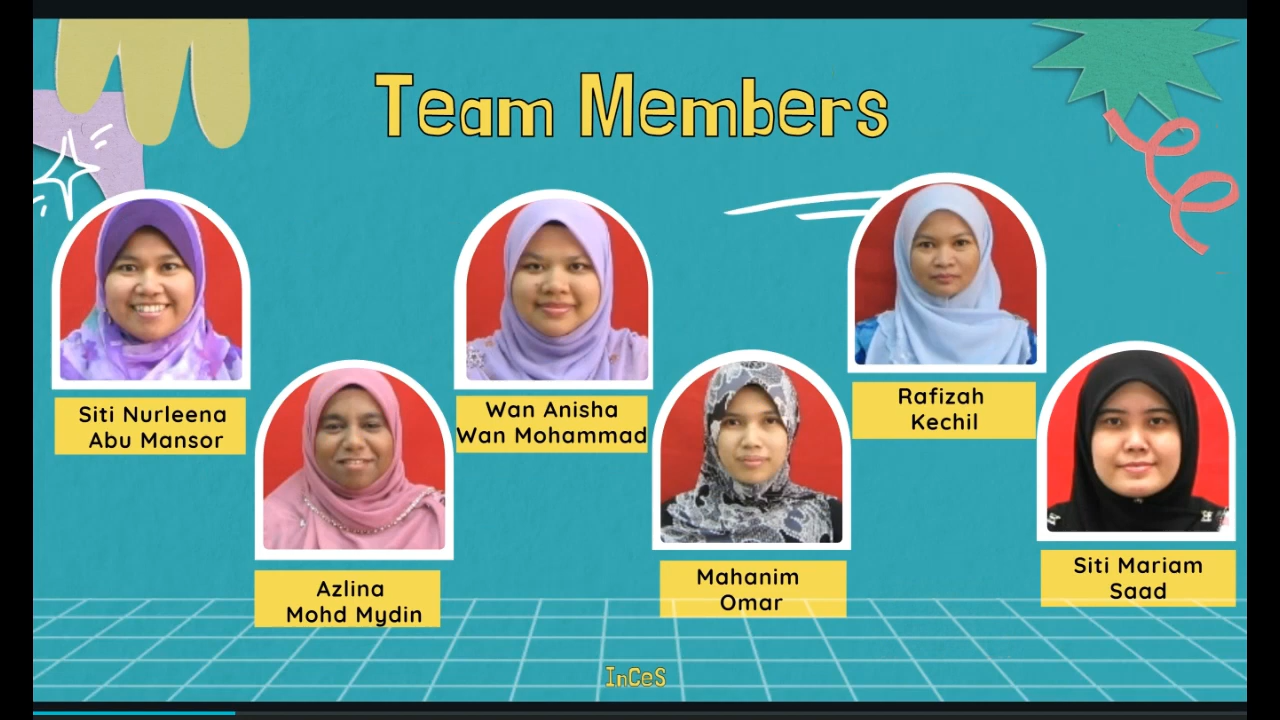 Team Members
Siti Nurleena
Abu Mansor
Azlina
Mohd Mydin
Wan Anisha
Wan Mohammad
Mahanim
Omar
Rafizah
Kechil
Siti Mariam
Saad
InCeS